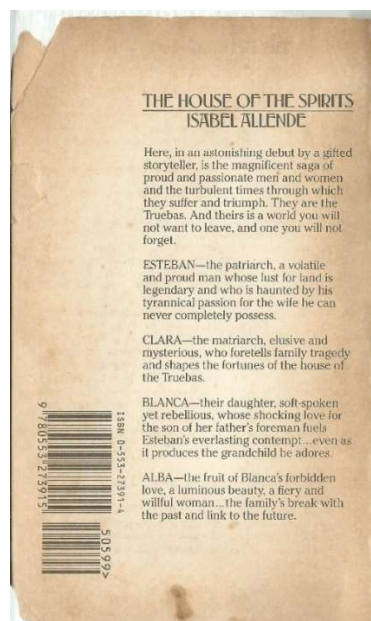 THE HOUSE OF THE SPIRITS
ISABEL ALLENDE
Here, in an astonishing debut by a gifted
storyteller, is the magnificent saga of
proud and passionate men and women
and the turbulent times through which
they suffer and triumph. They are the
Truebas. And theirs is a world you will
not want to leave, and one you will not
forget.
ESTEBAN—the patriarch, a volatile
and proud man whose lust for land is
legendary and who is haunted by his
tyrannical passion for the wife he can
never completely possess.
CLARA—the matriarch, elusive and
mysterious, who foretells family tragedy
and shapes the fortunes of the house of
the Truebas.
BLANCA—their daughter, soft-spoken
yet rebellious, whose shocking love for
the son of her father's foreman fuels
Esteban's everlasting contempt...even as
it produces the grandchild he adores.
ALBA—the fruit of Blanca's forbidden
love, a luminous beauty, a fiery and
willful woman...the family's break with
the past and link to the future.
9 780553 273915
ISBN 0-553-27391-4
50599>